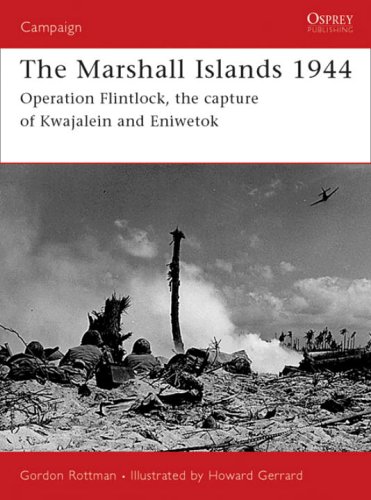 Campaign
OSPREY
PUBLISHING
The Marshall Islands 1944
Operation Flintlock, the capture
of Kwajalein and Eniwetok
Gordon Rottman • Illustrated by Howard Gerrard